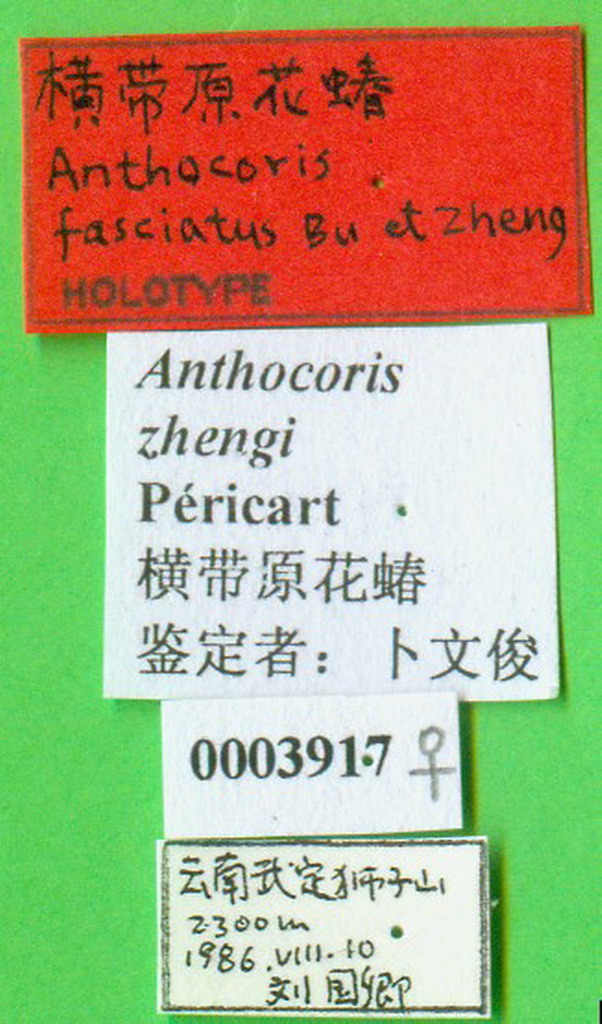 横带原花蝽
Anthocoris
fasciatus Bu et Zheng
HOLOTYPE
Anthocoris
zhengi
Péricart
横带原花蝽
鉴定者：卜文俊
0003917 ♀
云南武定狮子山
2300m
1986.VIII.10
刘国卿